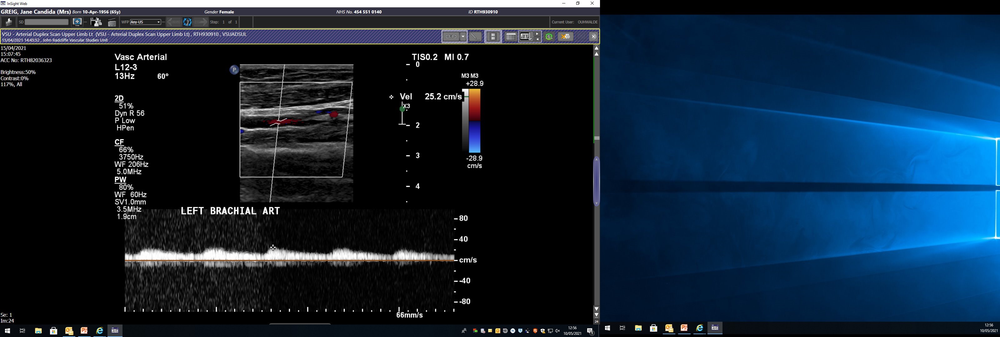 InSight Web
GREIG, Jane Candida (Mrs) Born 10-Apr-1956 (65y) Gender Female NHS No. 454 551 0140 ID RTH930910
SD WFP Any-US Step: 1 of 1 Current User: OUHWALDE
VSU - Arterial Duplex Scan Upper Limb Lt (VSU - Arterial Duplex Scan Upper Limb Lt) , RTH930910 , VSUADSUL
15/04/2021 14:45:52 , John Radcliffe Vascular Studies Unit
15/04/2021
15:07:45
ACC No: RTH82036323
Brightness:50%
Contrast:0%
117%, All
Vasc Arterial
L12-3
13Hz 60°
P
TIS0.2 MI 0.7
0
M3 M3
+28.9
Vel 25.2 cm/s
X3
2
3
4
-28.9
cm/s
2D
51%
Dyn R 56
P Low
HPen
CF
66%
3750Hz
WF 206Hz
5.0MHz
PW
80%
WF 60Hz
SV1.0mm
3.5MHz
1.9cm
LEFT BRACHIAL ART
80
40
cm/s
-40
-80
66mm/s
Se: 1
Im:24
24
12:56
10/05/2021
1
12:56
10/05/2021